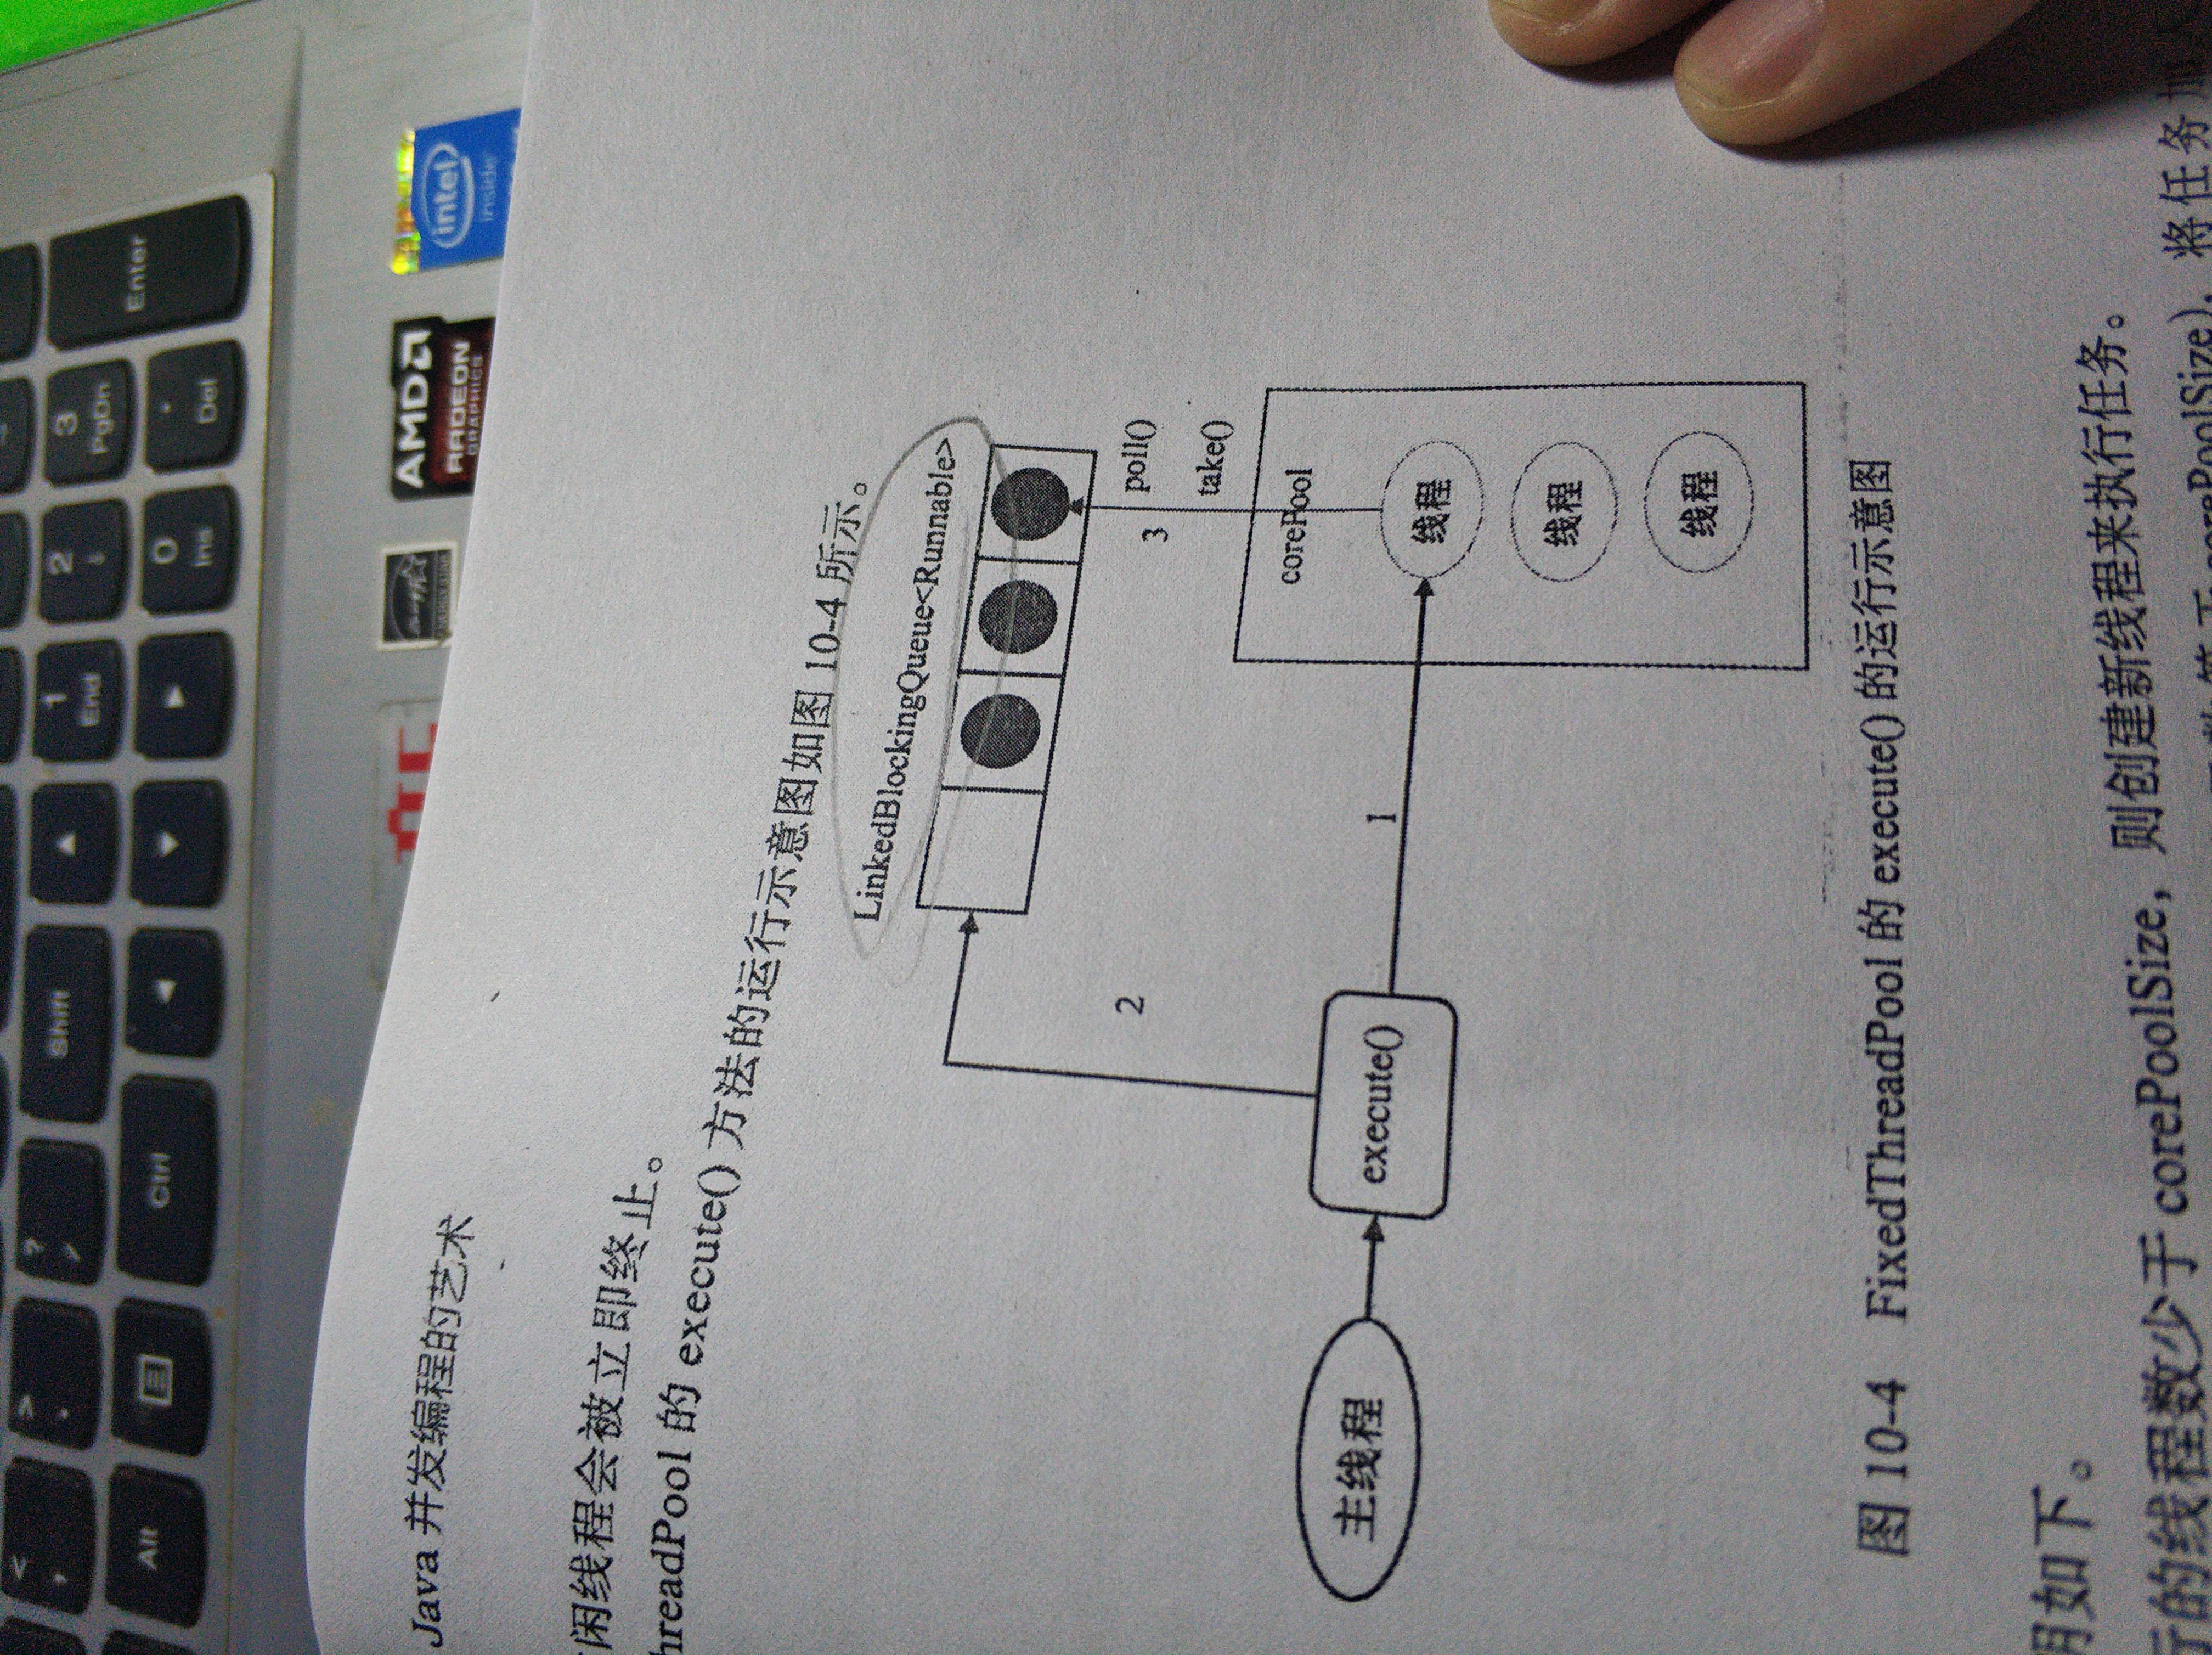 < ,
> .
? /
Shift
▲
1 End
2 ↓
3 PgDn
Enter
Alt
Ctrl
◄
▼
►
0 Ins
. Del
AMD
RADEON
GRAPHICS
intel
inside
Java 并发编程的艺术
闲线程会被立即终止。
hreadPool 的 execute() 方法的运行示意图如图 10-4 所示。
LinkedBlockingQueue<Runnable>
2
3
poll()
take()
corePool
主线程
execute()
1
线程
线程
线程
图 10-4 FixedThreadPool 的 execute() 的运行示意图
明如下。
行的线程数少于 corePoolSize，则创建新线程来执行任务。
corePoolSize)，将任务加